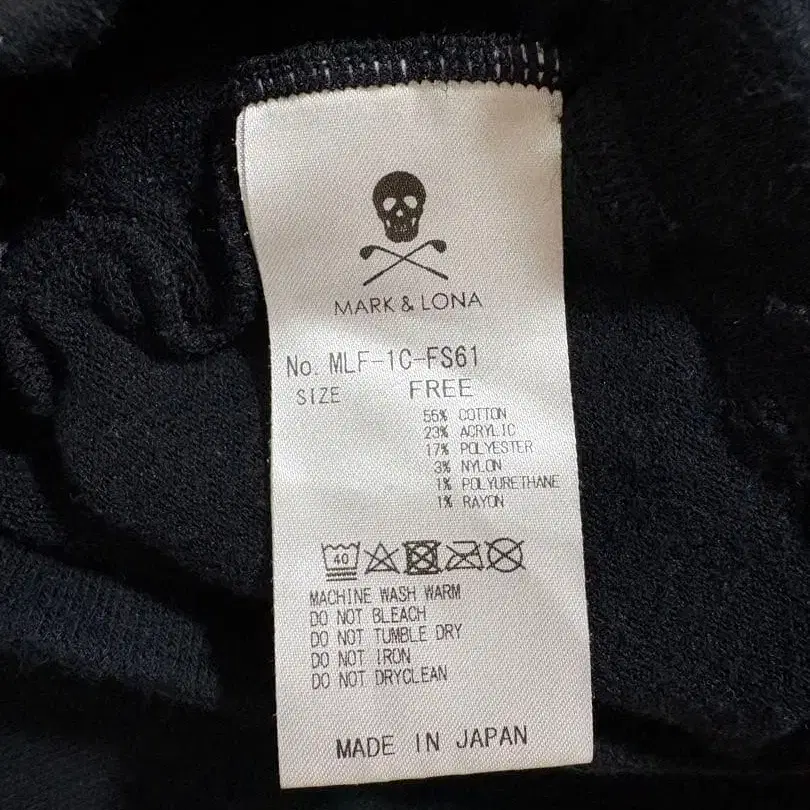 MARK & LONA
No. MLF-1C-FS61
SIZE FREE
55% COTTON
23% ACRYLIC
17% POLYESTER
3% NYLON
1% POLYURETHANE
1% RAYON
40
MACHINE WASH WARM
DO NOT BLEACH
DO NOT TUMBLE DRY
DO NOT IRON
DO NOT DRYCLEAN
MADE IN JAPAN